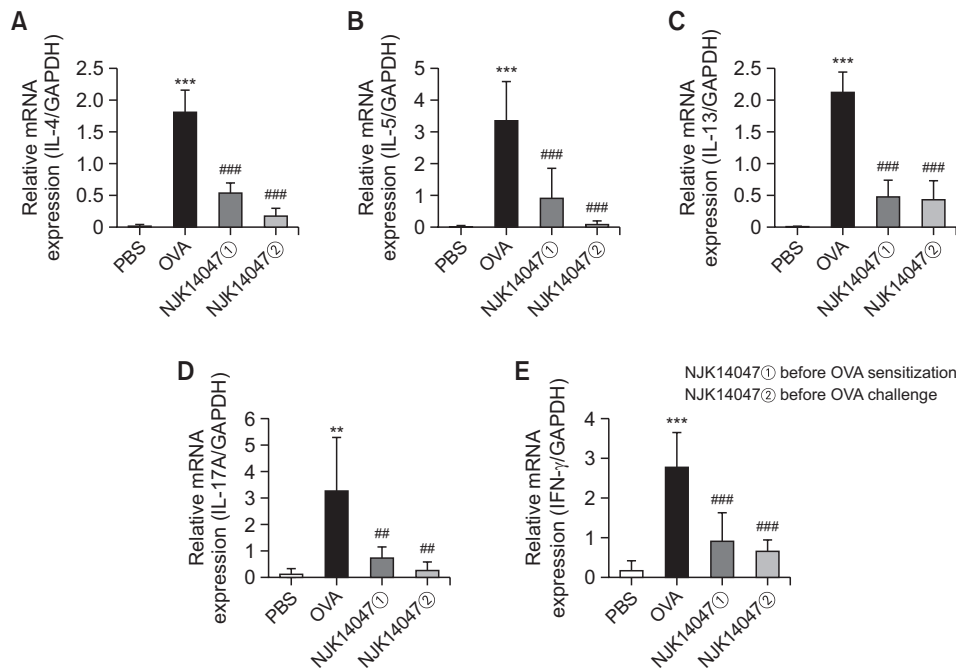 A
Relative mRNA
expression (IL-4/GAPDH)
2.5
2.0
1.5
1.0
0.5
0
***
###
###
PBS
OVA
NJK14047①
NJK14047②
B
Relative mRNA
expression (IL-5/GAPDH)
5
4
3
2
1
0
***
###
###
PBS
OVA
NJK14047①
NJK14047②
C
Relative mRNA
expression (IL-13/GAPDH)
2.5
2.0
1.5
1.0
0.5
0
***
###
###
PBS
OVA
NJK14047①
NJK14047②
D
Relative mRNA
expression (IL-17A/GAPDH)
6
5
4
3
2
1
0
**
##
##
PBS
OVA
NJK14047①
NJK14047②
E
Relative mRNA
expression (IFN-γ/GAPDH)
4
3
2
1
0
***
###
###
PBS
OVA
NJK14047①
NJK14047②
NJK14047① before OVA sensitization
NJK14047② before OVA challenge